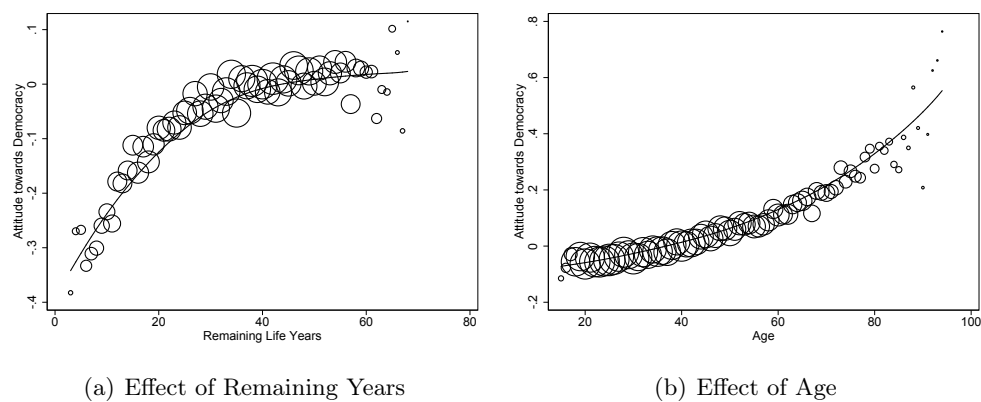 Attitude towards Democracy
.1
0
-.1
-.2
-.3
-.4
0 20 40 60 80
Remaining Life Years
(a) Effect of Remaining Years
Attitude towards Democracy
.8
.6
.4
.2
0
-.2
20 40 60 80 100
Age
(b) Effect of Age